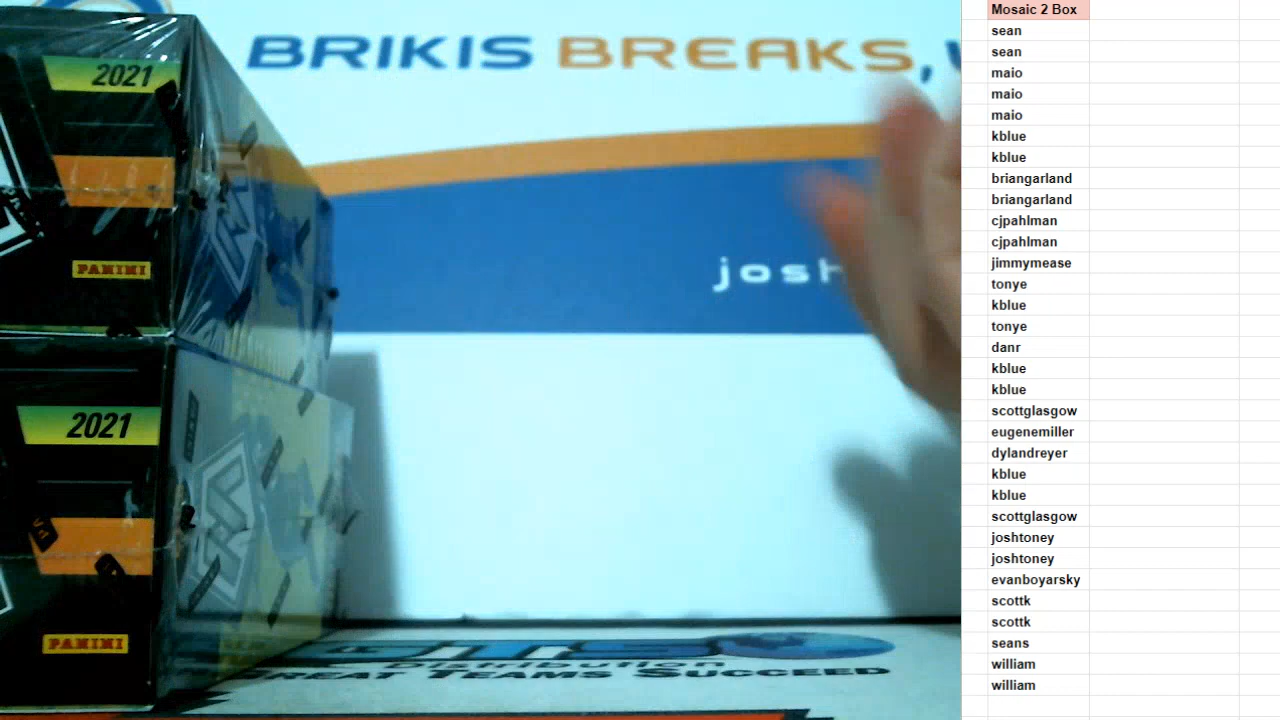 2021
PANINI
2021
PANINI
BRIKIS BREAKS,
josh
GTS
Distribution
GREAT TEAMS SUCCEED
Mosaic 2 Box
sean
sean
maio
maio
maio
kblue
kblue
briangarland
briangarland
cjpahlman
cjpahlman
jimmymease
tonye
kblue
tonye
danr
kblue
kblue
scottglasgow
eugenemiller
dylandreyer
kblue
kblue
scottglasgow
joshtoney
joshtoney
evanboyarsky
scottk
scottk
seans
william
william